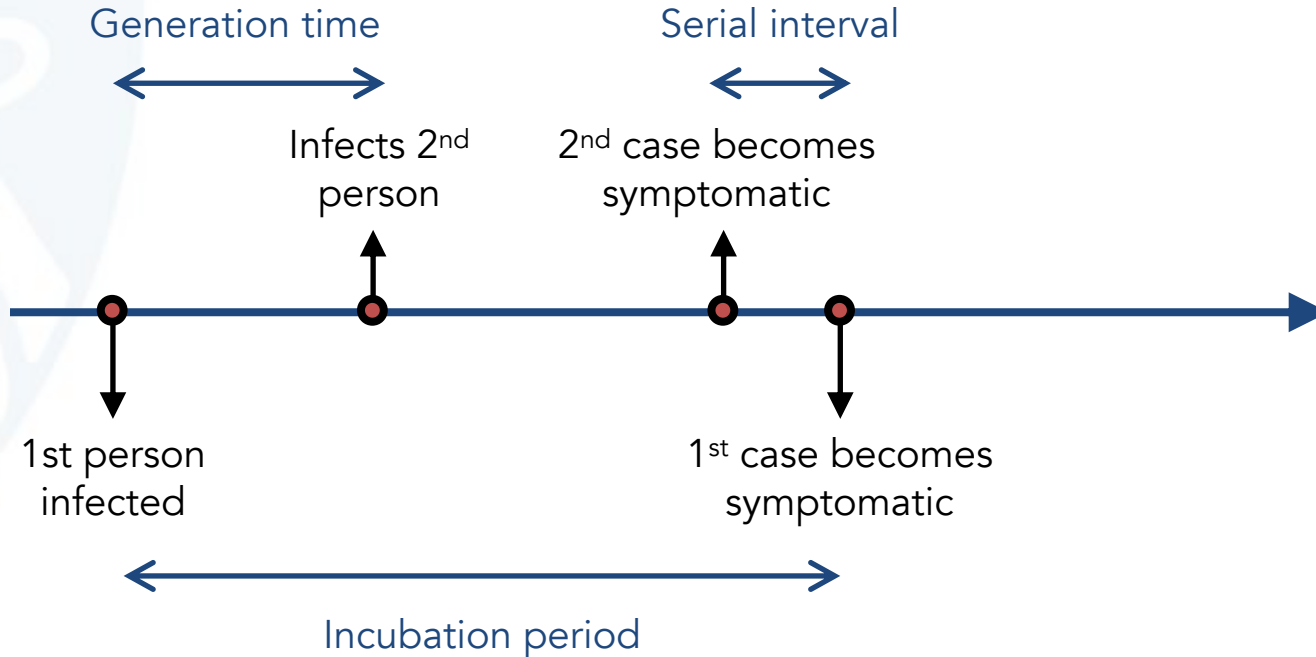 Generation time
Serial interval
Infects 2nd
person
2nd case becomes
symptomatic
1st person
infected
1st case becomes
symptomatic
Incubation period